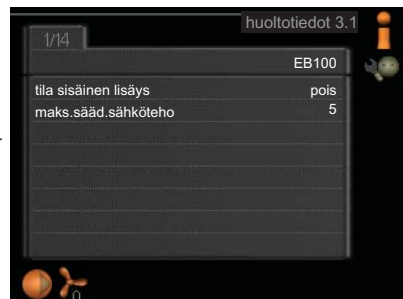 huoltotiedot 3.1
1/14
EB100
tila sisäinen lisäys pois
maks.sääd.sähköteho 5